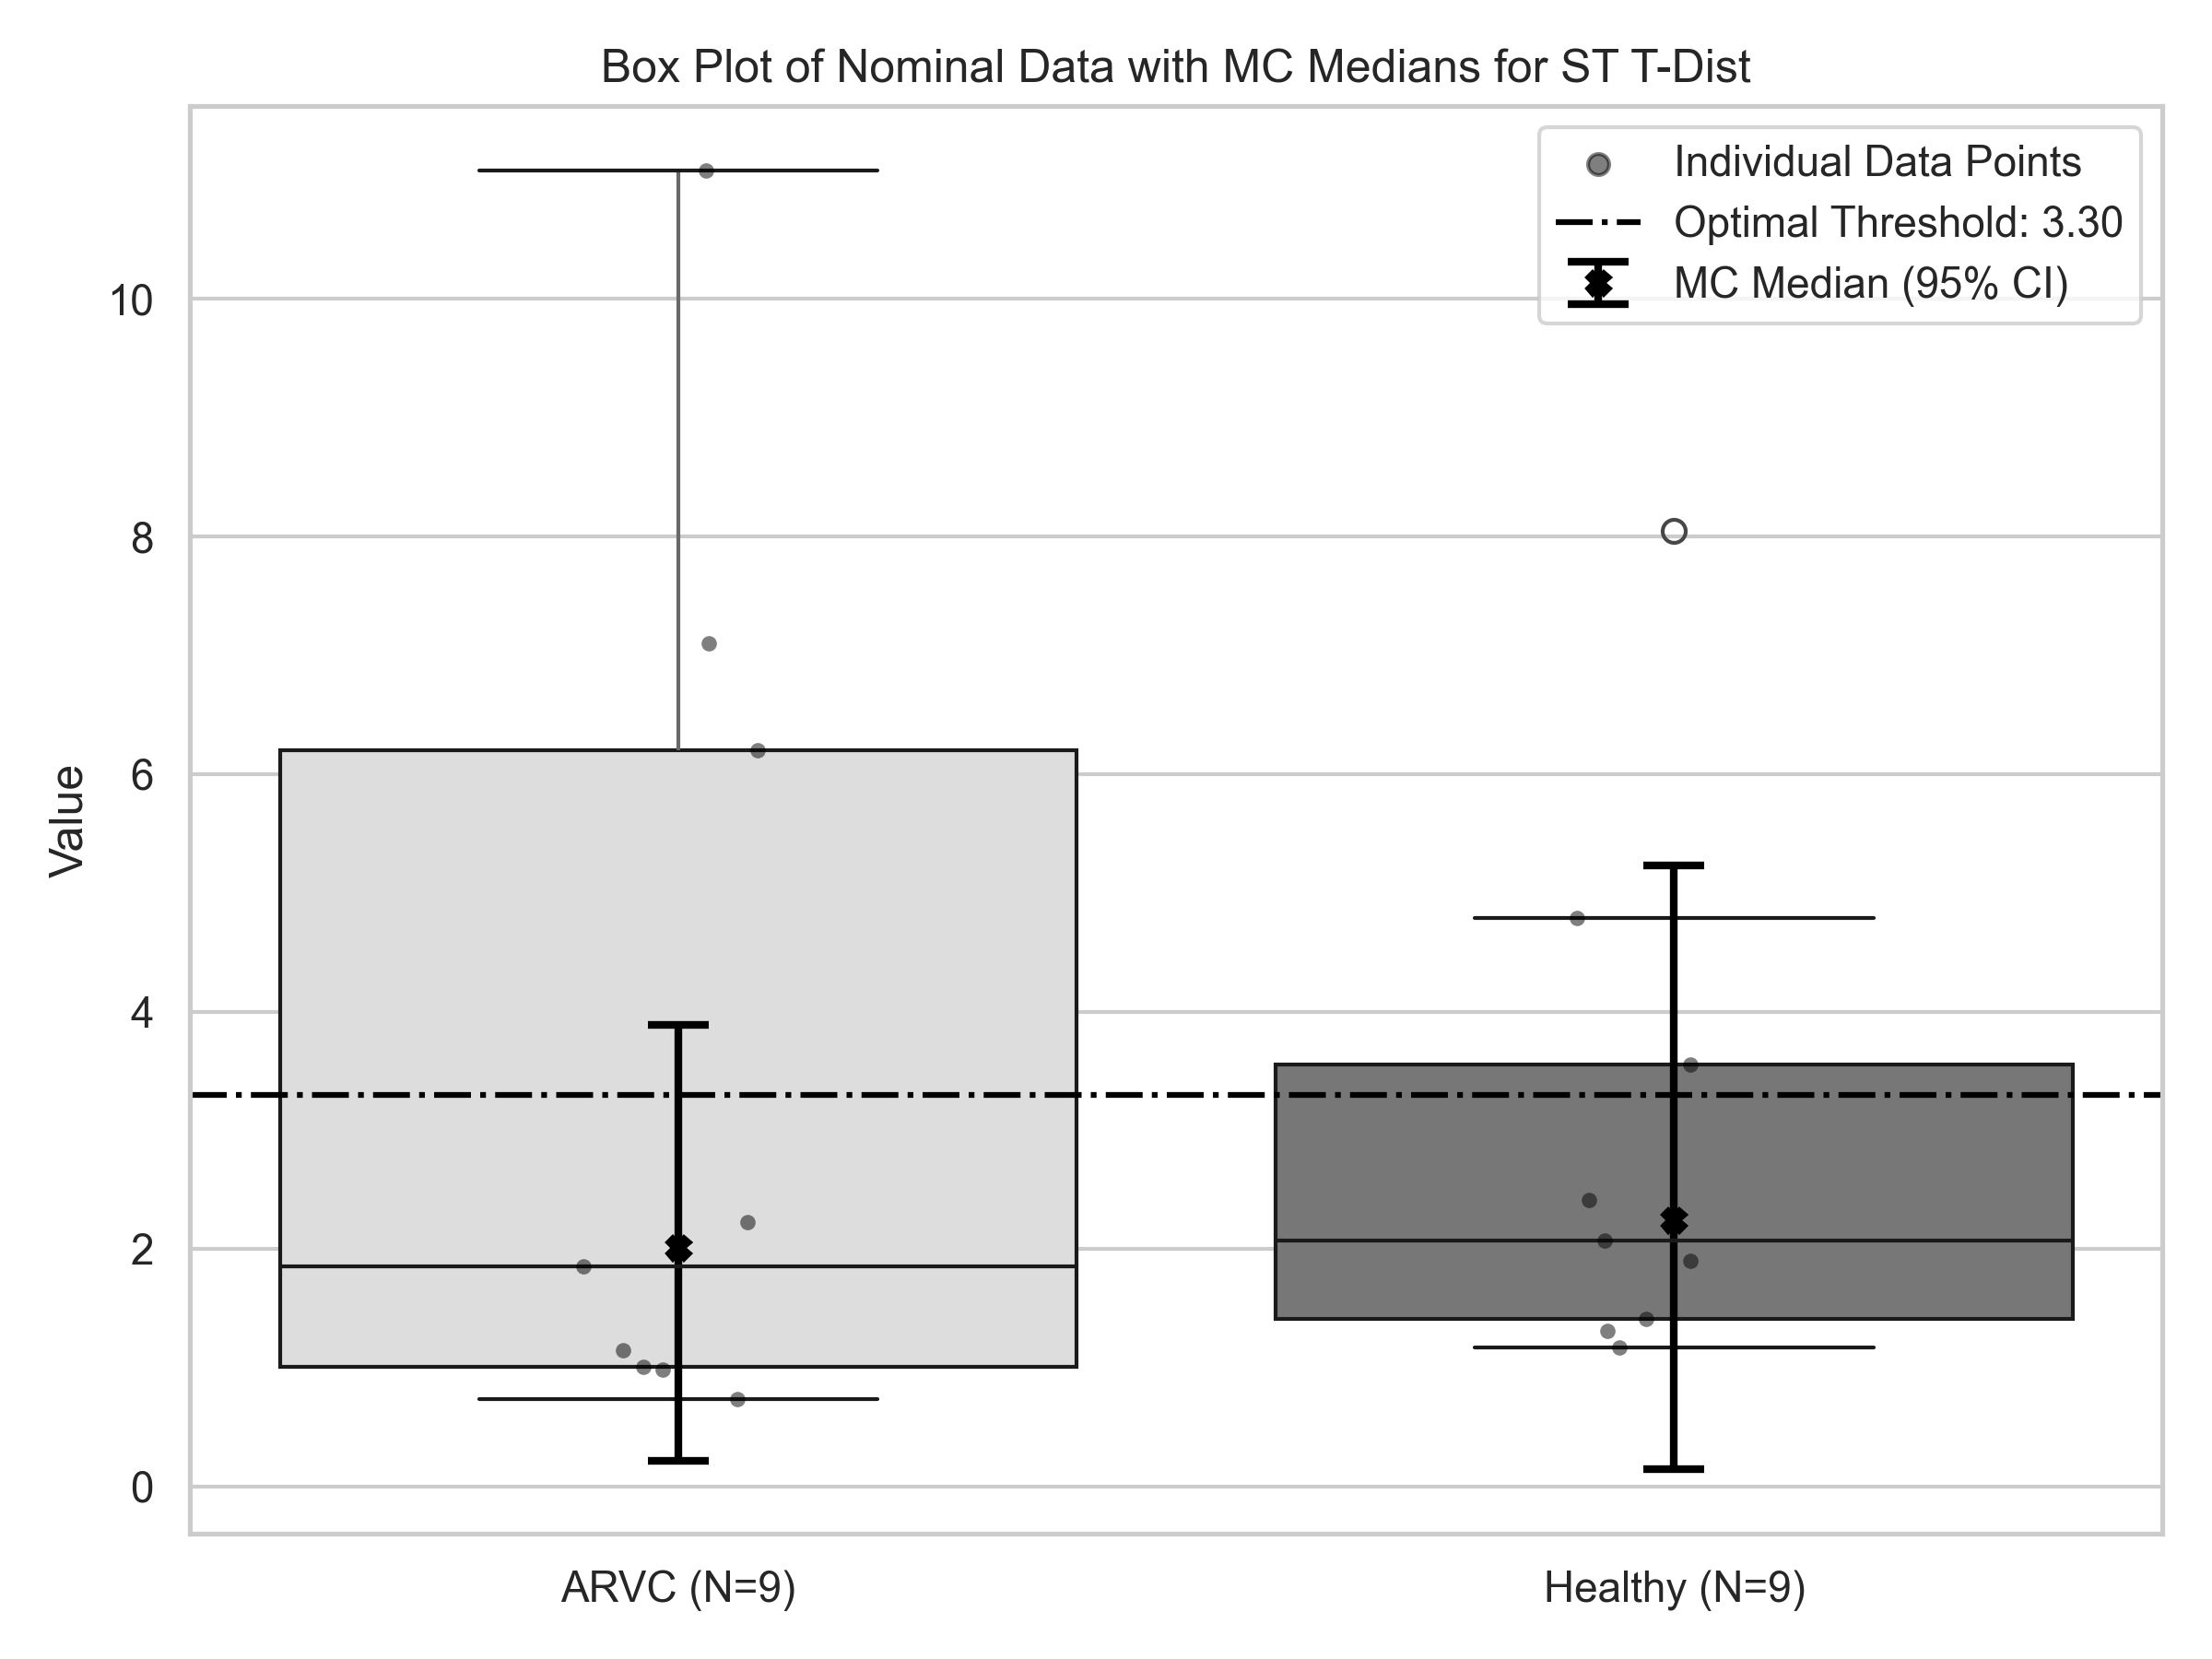 Box Plot of Nominal Data with MC Medians for ST T-Dist
Individual Data Points
Optimal Threshold: 3.30
MC Median (95% CI)
Value
10
8
6
4
2
0
ARVC (N=9)
Healthy (N=9)